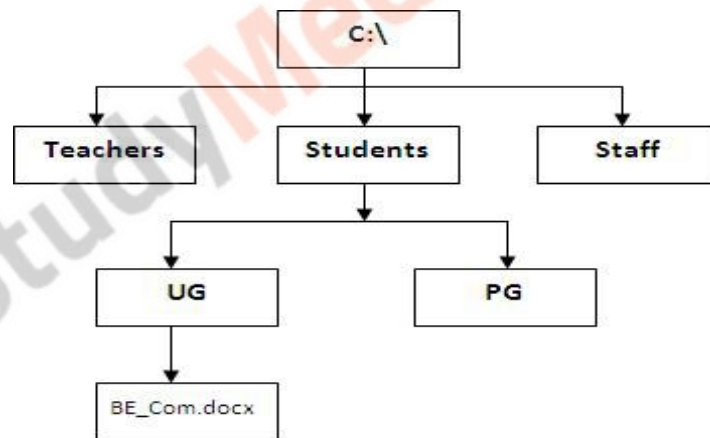 C:\
Teachers
Students
Staff
UG
PG
BE_Com.docx